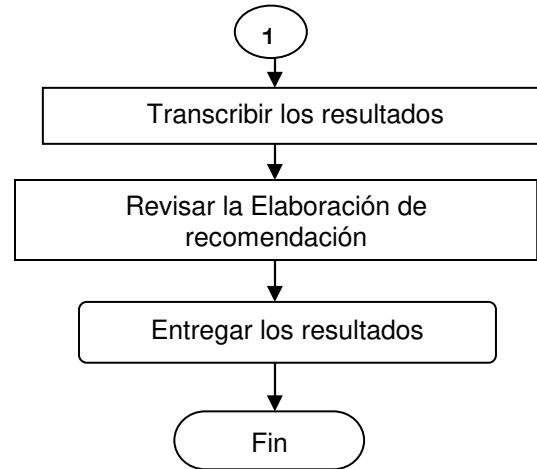 1
Transcribir los resultados
Revisar la Elaboración de
recomendación
Entregar los resultados
Fin